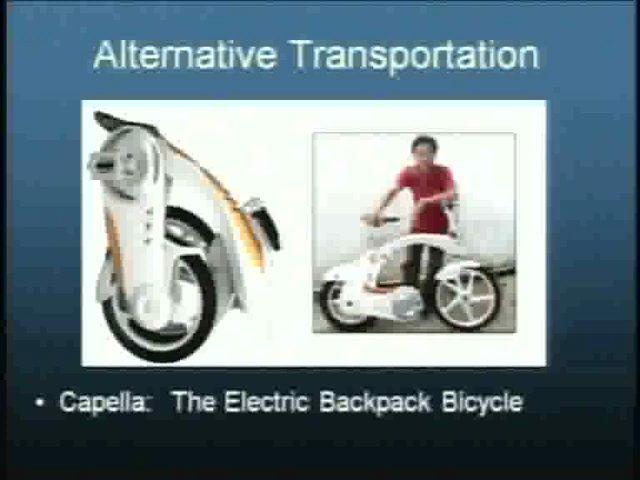 Alternative Transportation
• Capella: The Electric Backpack Bicycle